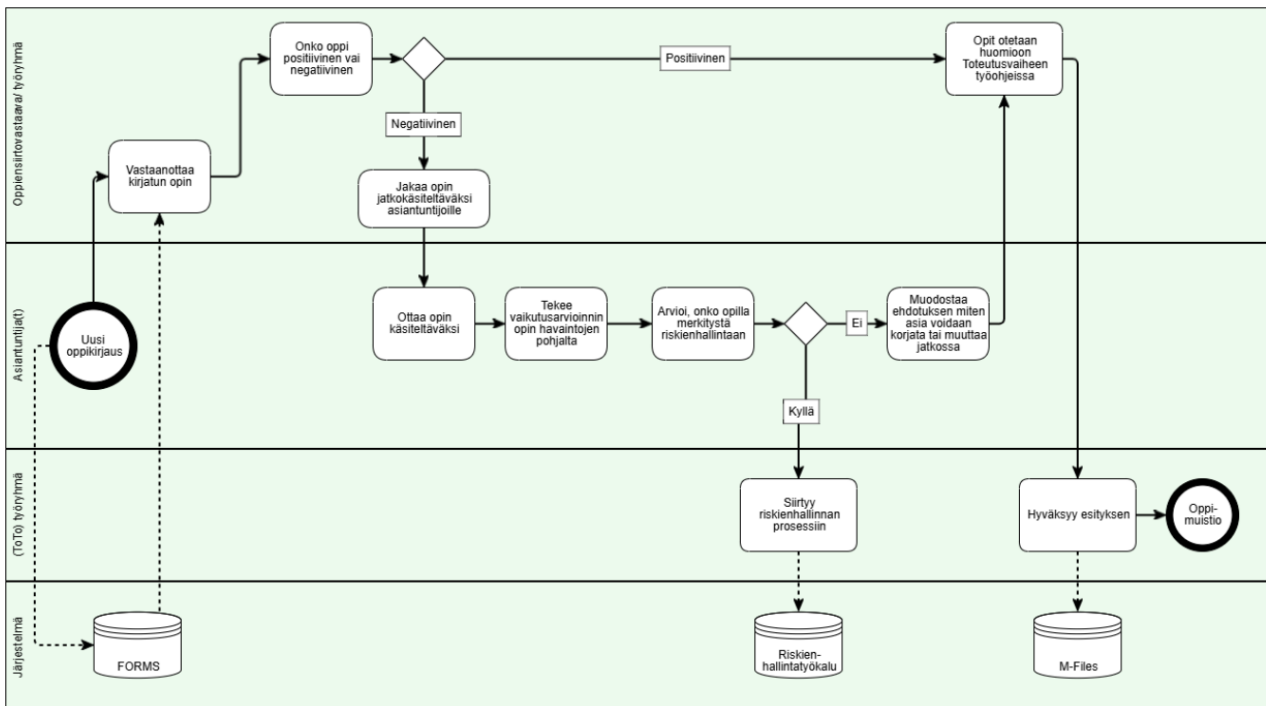 Oppiensiirtovastaava/ työryhmä
Onko oppi
positiivinen vai
negatiivinen
Positiivinen
Opit otetaan
huomioon
Toteutusvaiheen
työohjeissa
Negatiivinen
Vastaanottaa
kirjatun opin
Jakaa opin
jatkokäsiteltäväksi
asiantuntijoille
Asiantuntija(t)
Uusi
oppikirjaus
Ottaa opin
käsiteltäväksi
Tekee
vaikutusarvioinnin
opin havaintojen
pohjalta
Arvioi, onko opilla
merkitystä
riskienhallintaan
Ei
Muodostaa
ehdotuksen miten
asia voidaan
korjata tai muuttaa
jatkossa
Kyllä
(ToTo) työryhmä
Siirtyy
riskienhallinnan
prosessiin
Hyväksyy esityksen
Oppi-
muistio
Järjestelmä
FORMS
Riskien-
hallintatyökalu
M-Files